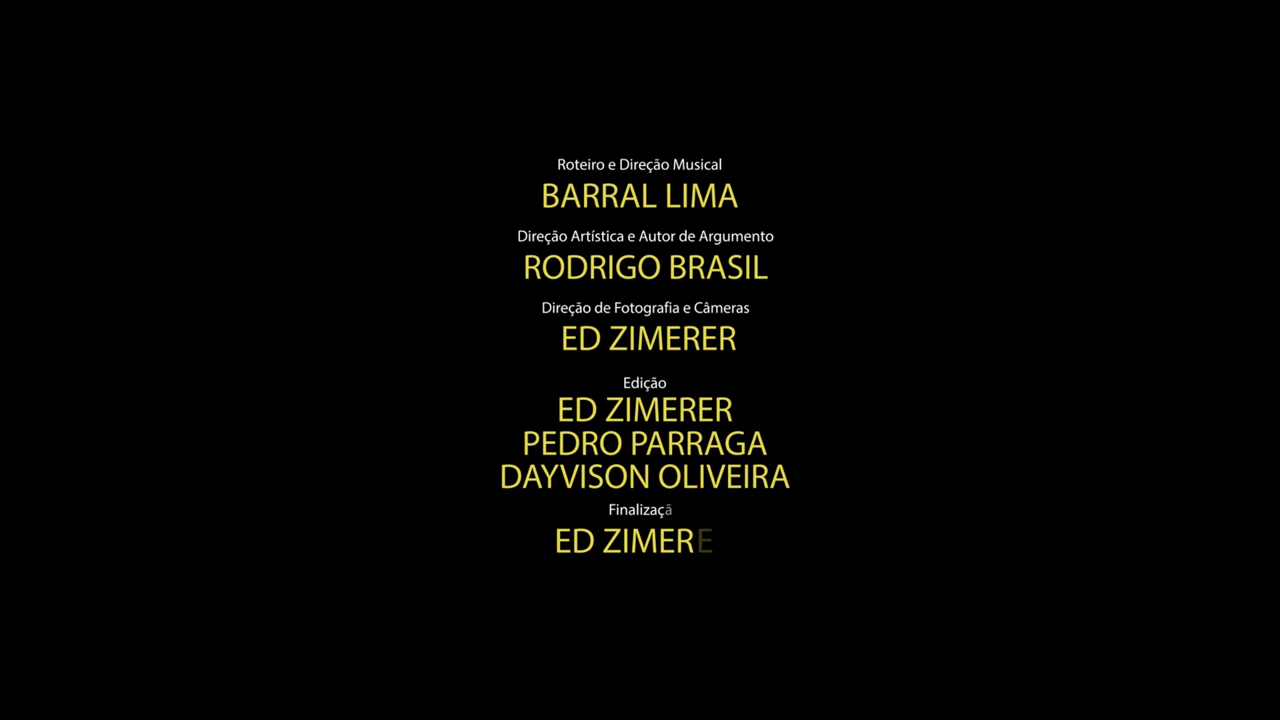 Roteiro e Direção Musical
BARRAL LIMA
Direção Artística e Autor de Argumento
RODRIGO BRASIL
Direção de Fotografia e Câmeras
ED ZIMERER
Edição
ED ZIMERER
PEDRO PARRAGA
DAYVISON OLIVEIRA
Finalizaçã
ED ZIMERE